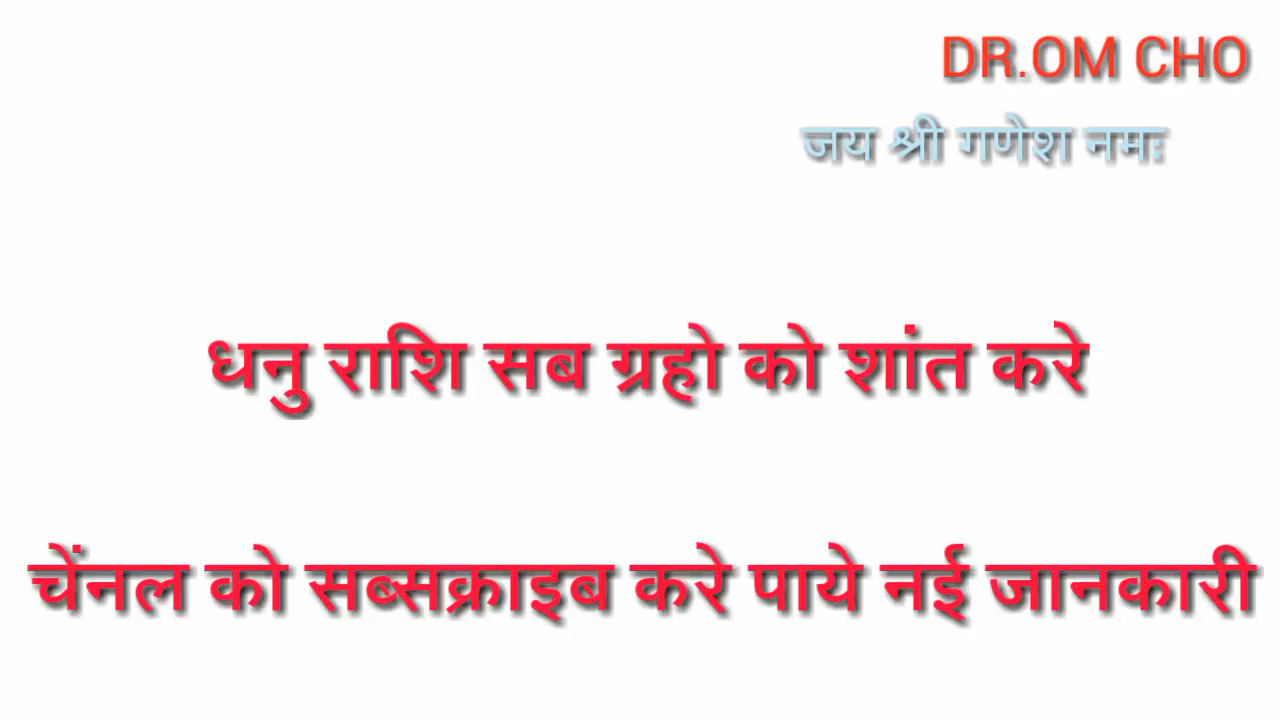 DR.OM CHO
जय श्री गणेश नमः
धनु राशि सब ग्रहो को शांत करे
चेंनल को सब्सक्राइब करे पाये नई जानकारी